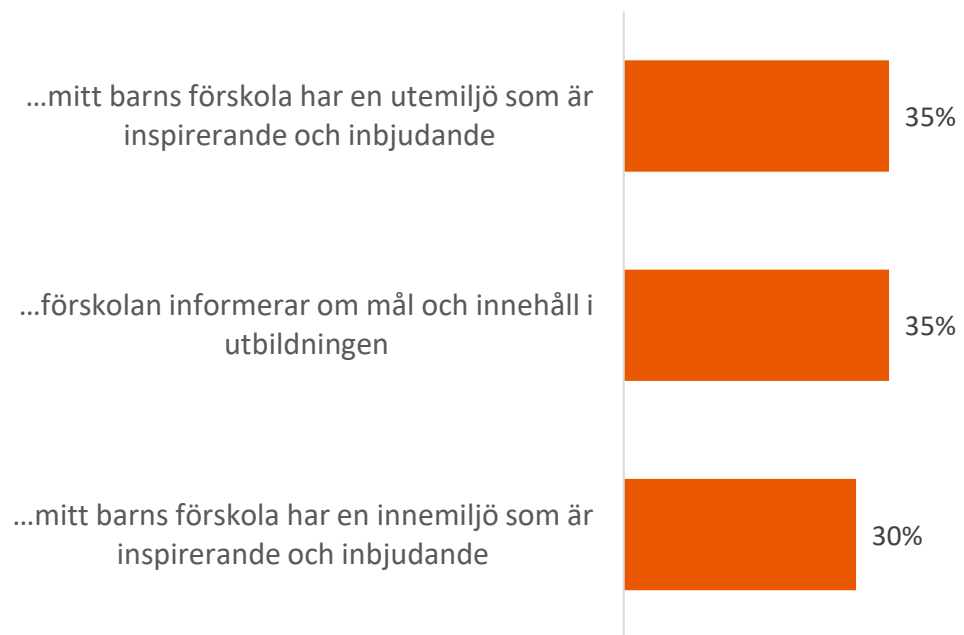 …mitt barns förskola har en utemiljö som är
inspirerande och inbjudande
35%
…förskolan informerar om mål och innehåll i
utbildningen
35%
…mitt barns förskola har en innemiljö som är
inspirerande och inbjudande
30%